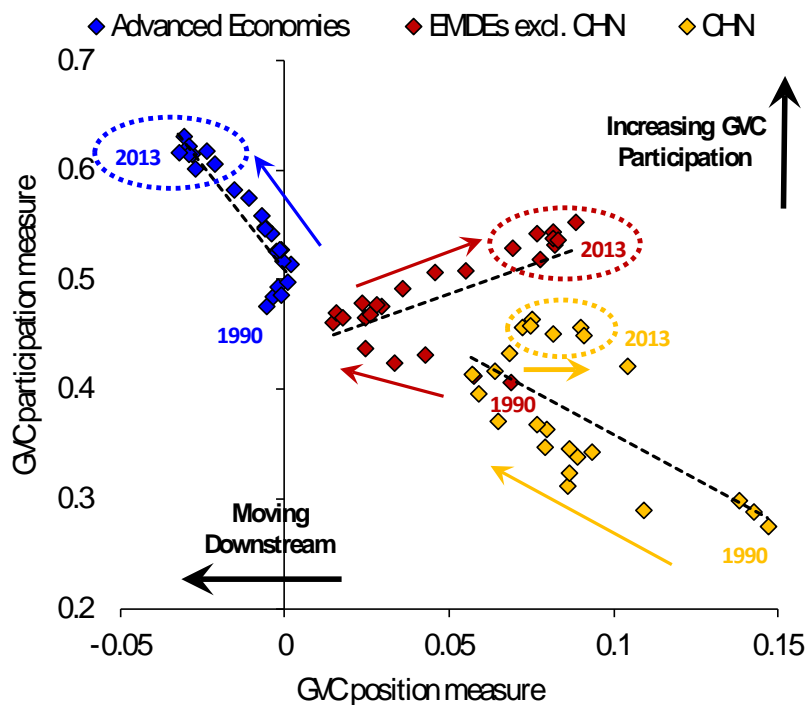 Advanced Economies
EMDEs excl. CHN
CHN
0.7
0.6
0.5
0.4
0.3
0.2
GVC participation measure
2013
Increasing GVC
Participation
2013
2013
1990
1990
Moving
Downstream
1990
-0.05
0
0.05
0.1
0.15
GVC position measure